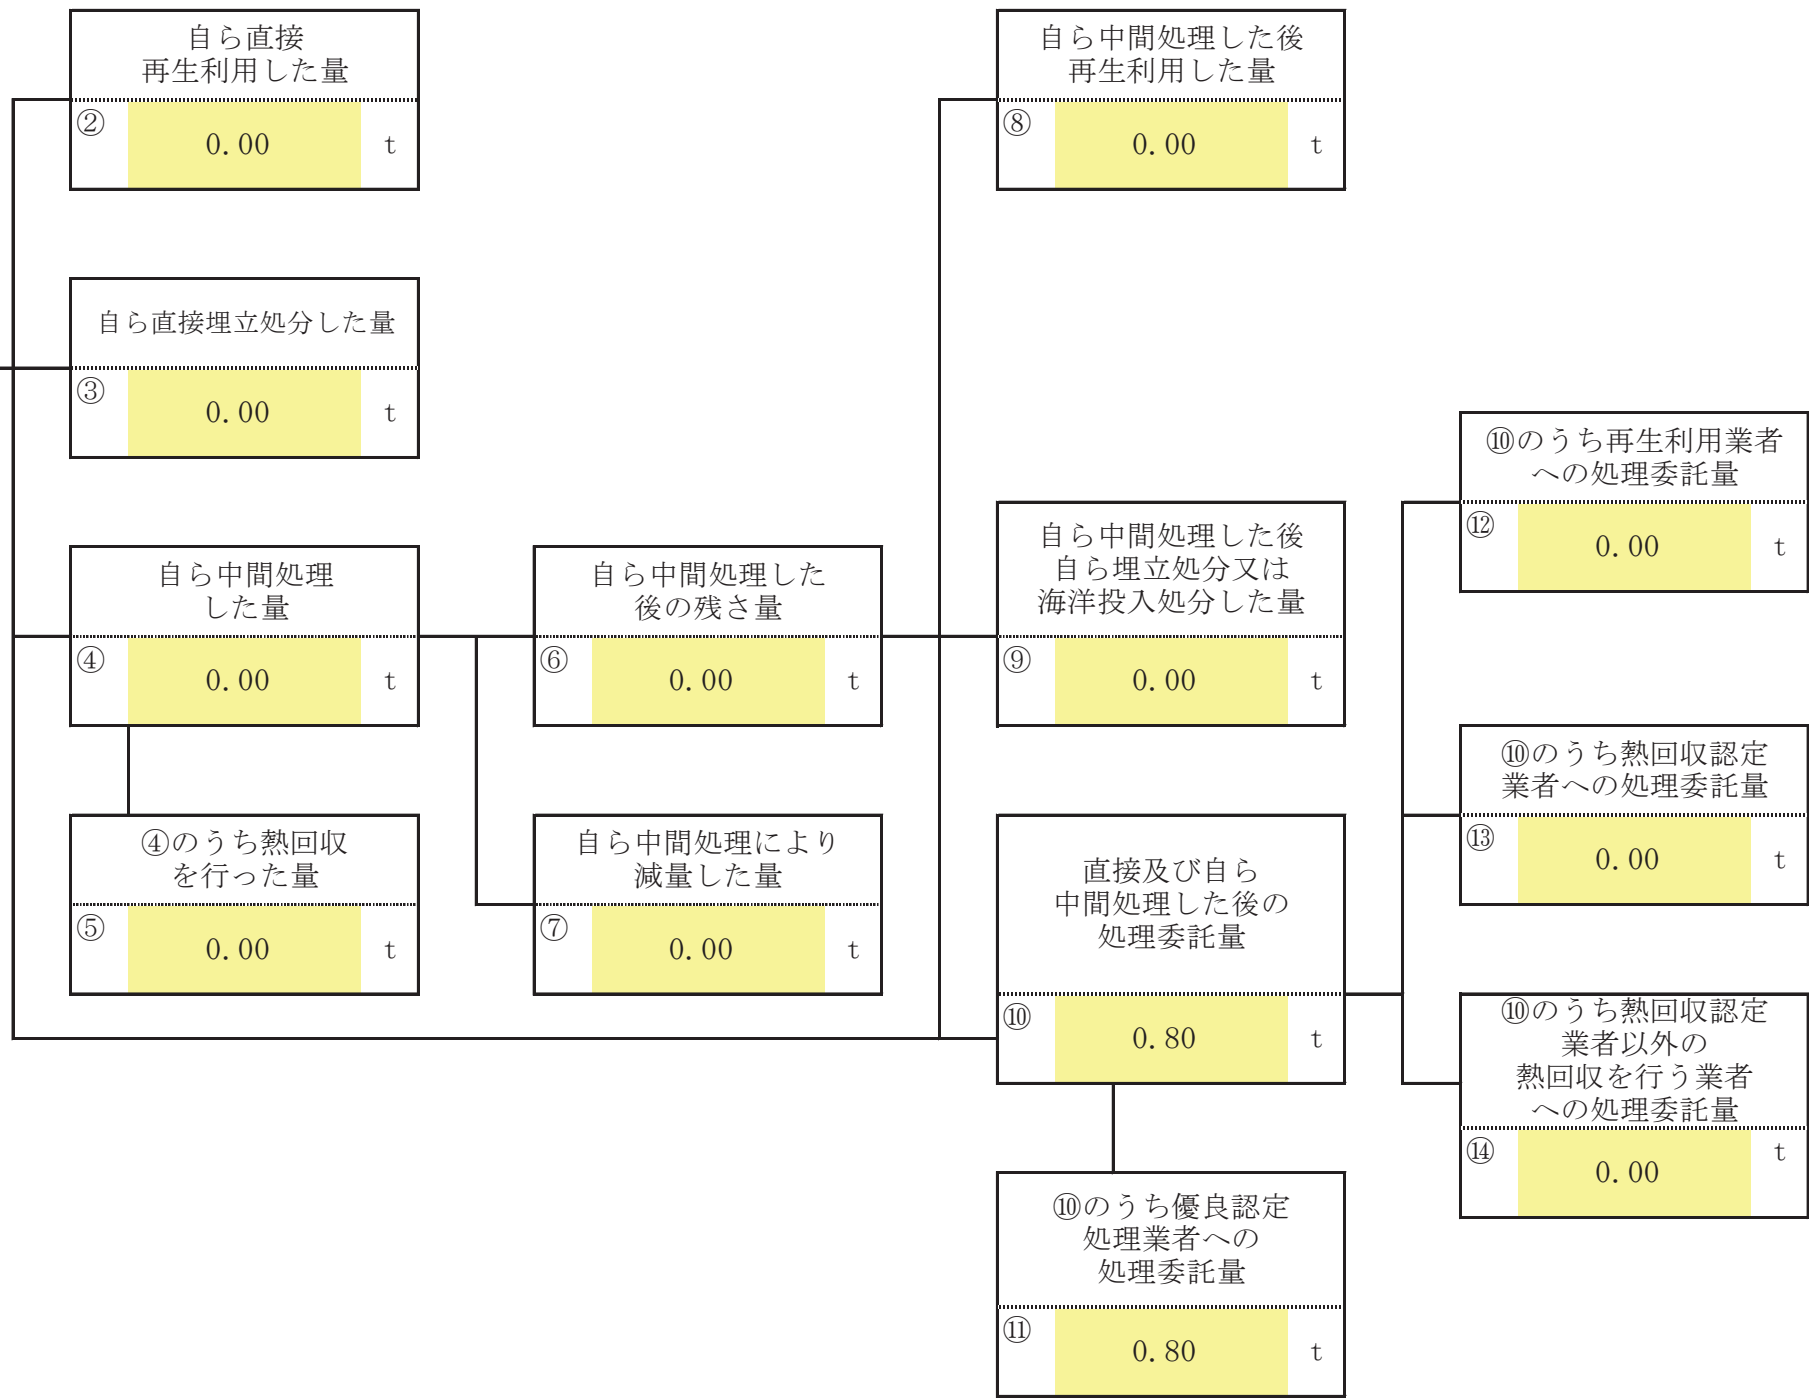 自ら直接
再生利用した量
②
0.00
t
自ら直接埋立処分した量
③
0.00
t
自ら中間処理
した量
④
0.00
t
④のうち熱回収
を行った量
⑤
0.00
t
自ら中間処理した
後の残さ量
⑥
0.00
t
自ら中間処理により
減量した量
⑦
0.00
t
自ら中間処理した後
再生利用した量
⑧
0.00
t
自ら中間処理した後
自ら埋立処分又は
海洋投入処分した量
⑨
0.00
t
直接及び自ら
中間処理した後の
処理委託量
⑩
0.80
t
⑩のうち優良認定
処理業者への
処理委託量
⑪
0.80
t
⑩のうち再生利用業者
への処理委託量
⑫
0.00
t
⑩のうち熱回収認定
業者への処理委託量
⑬
0.00
t
⑩のうち熱回収認定
業者以外の
熱回収を行う業者
への処理委託量
⑭
0.00
t